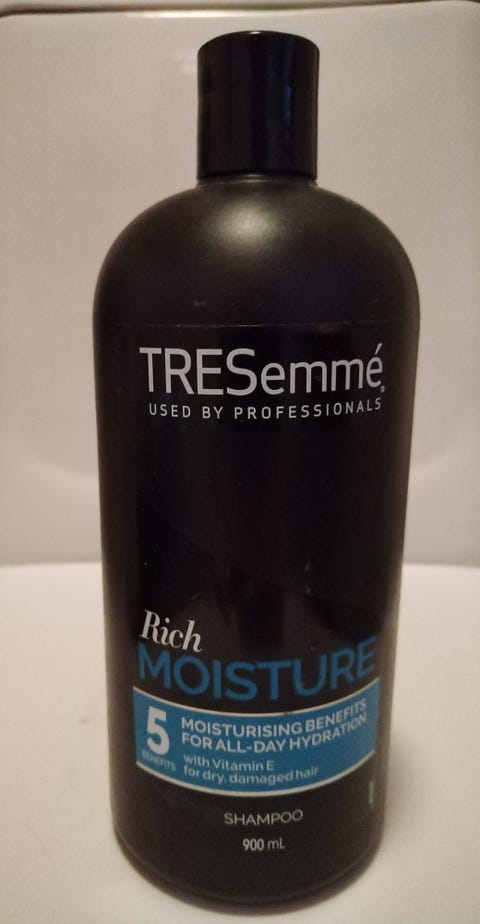 TRESemmé®
USED BY PROFESSIONALS
Rich
MOISTURE
5
BENEFITS
MOISTURISING BENEFITS
FOR ALL-DAY HYDRATION
with Vitamin E
for dry, damaged hair
SHAMPOO
900 mL